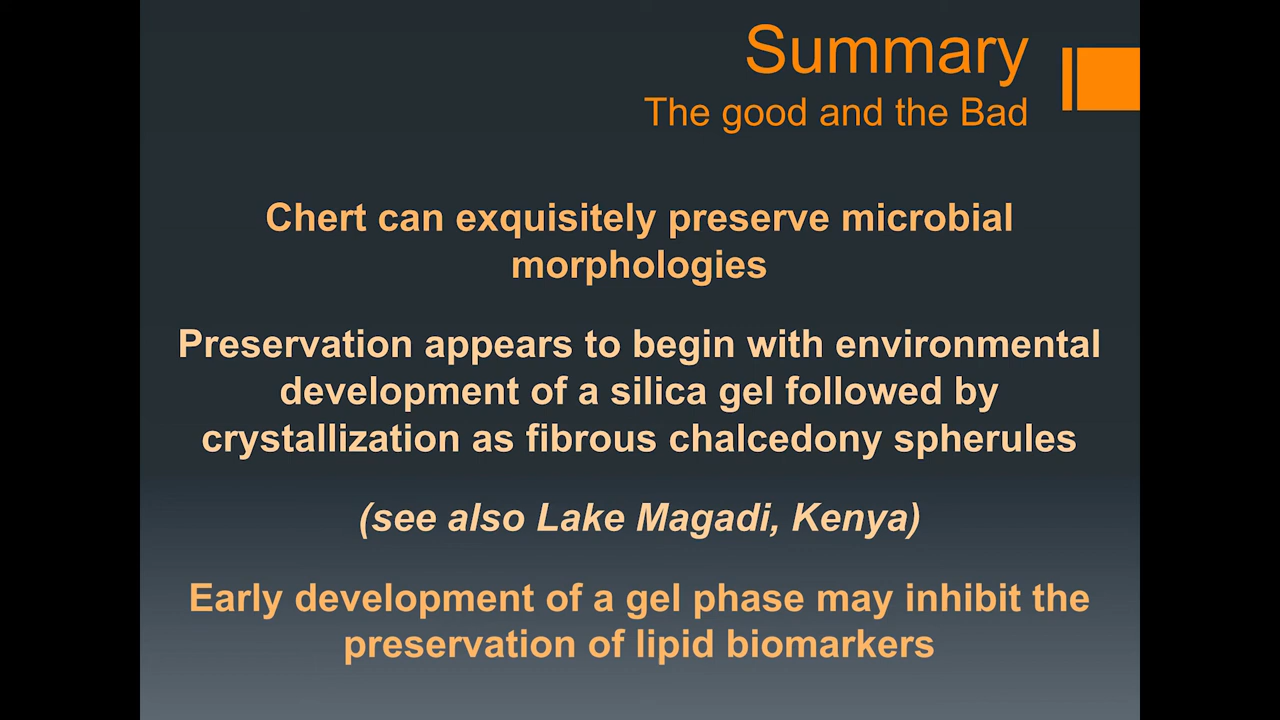 Summary
The good and the Bad
Chert can exquisitely preserve microbial
morphologies
Preservation appears to begin with environmental
development of a silica gel followed by
crystallization as fibrous chalcedony spherules
(see also Lake Magadi, Kenya)
Early development of a gel phase may inhibit the
preservation of lipid biomarkers